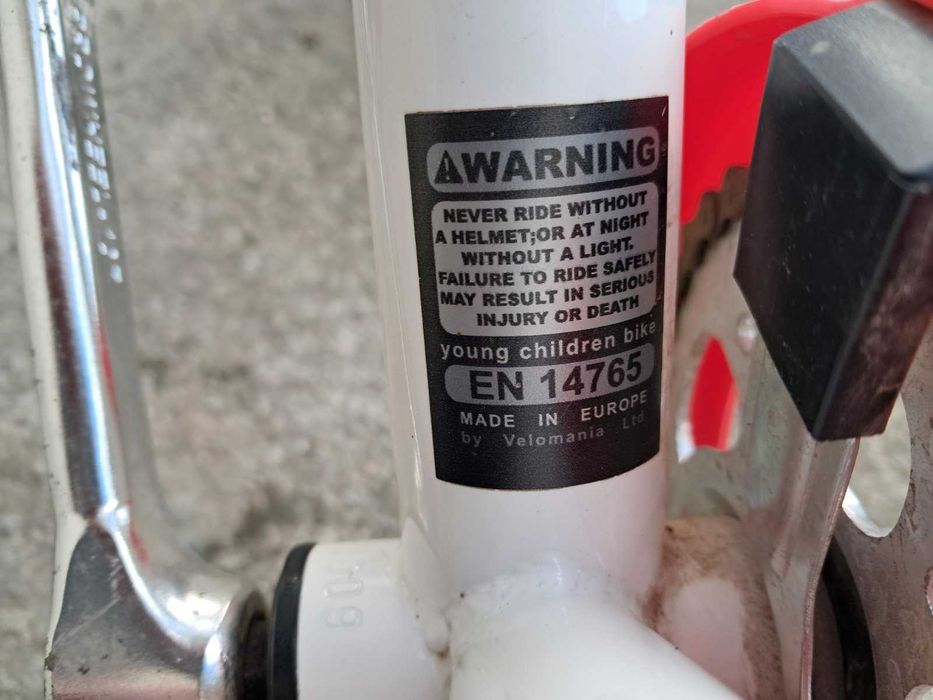 WARNING
NEVER RIDE WITHOUT
A HELMET;OR AT NIGHT
WITHOUT A LIGHT.
FAILURE TO RIDE SAFELY
MAY RESULT IN SERIOUS
INJURY OR DEATH
young children bike
EN 14765
MADE IN EUROPE
by Velomania Ltd
60